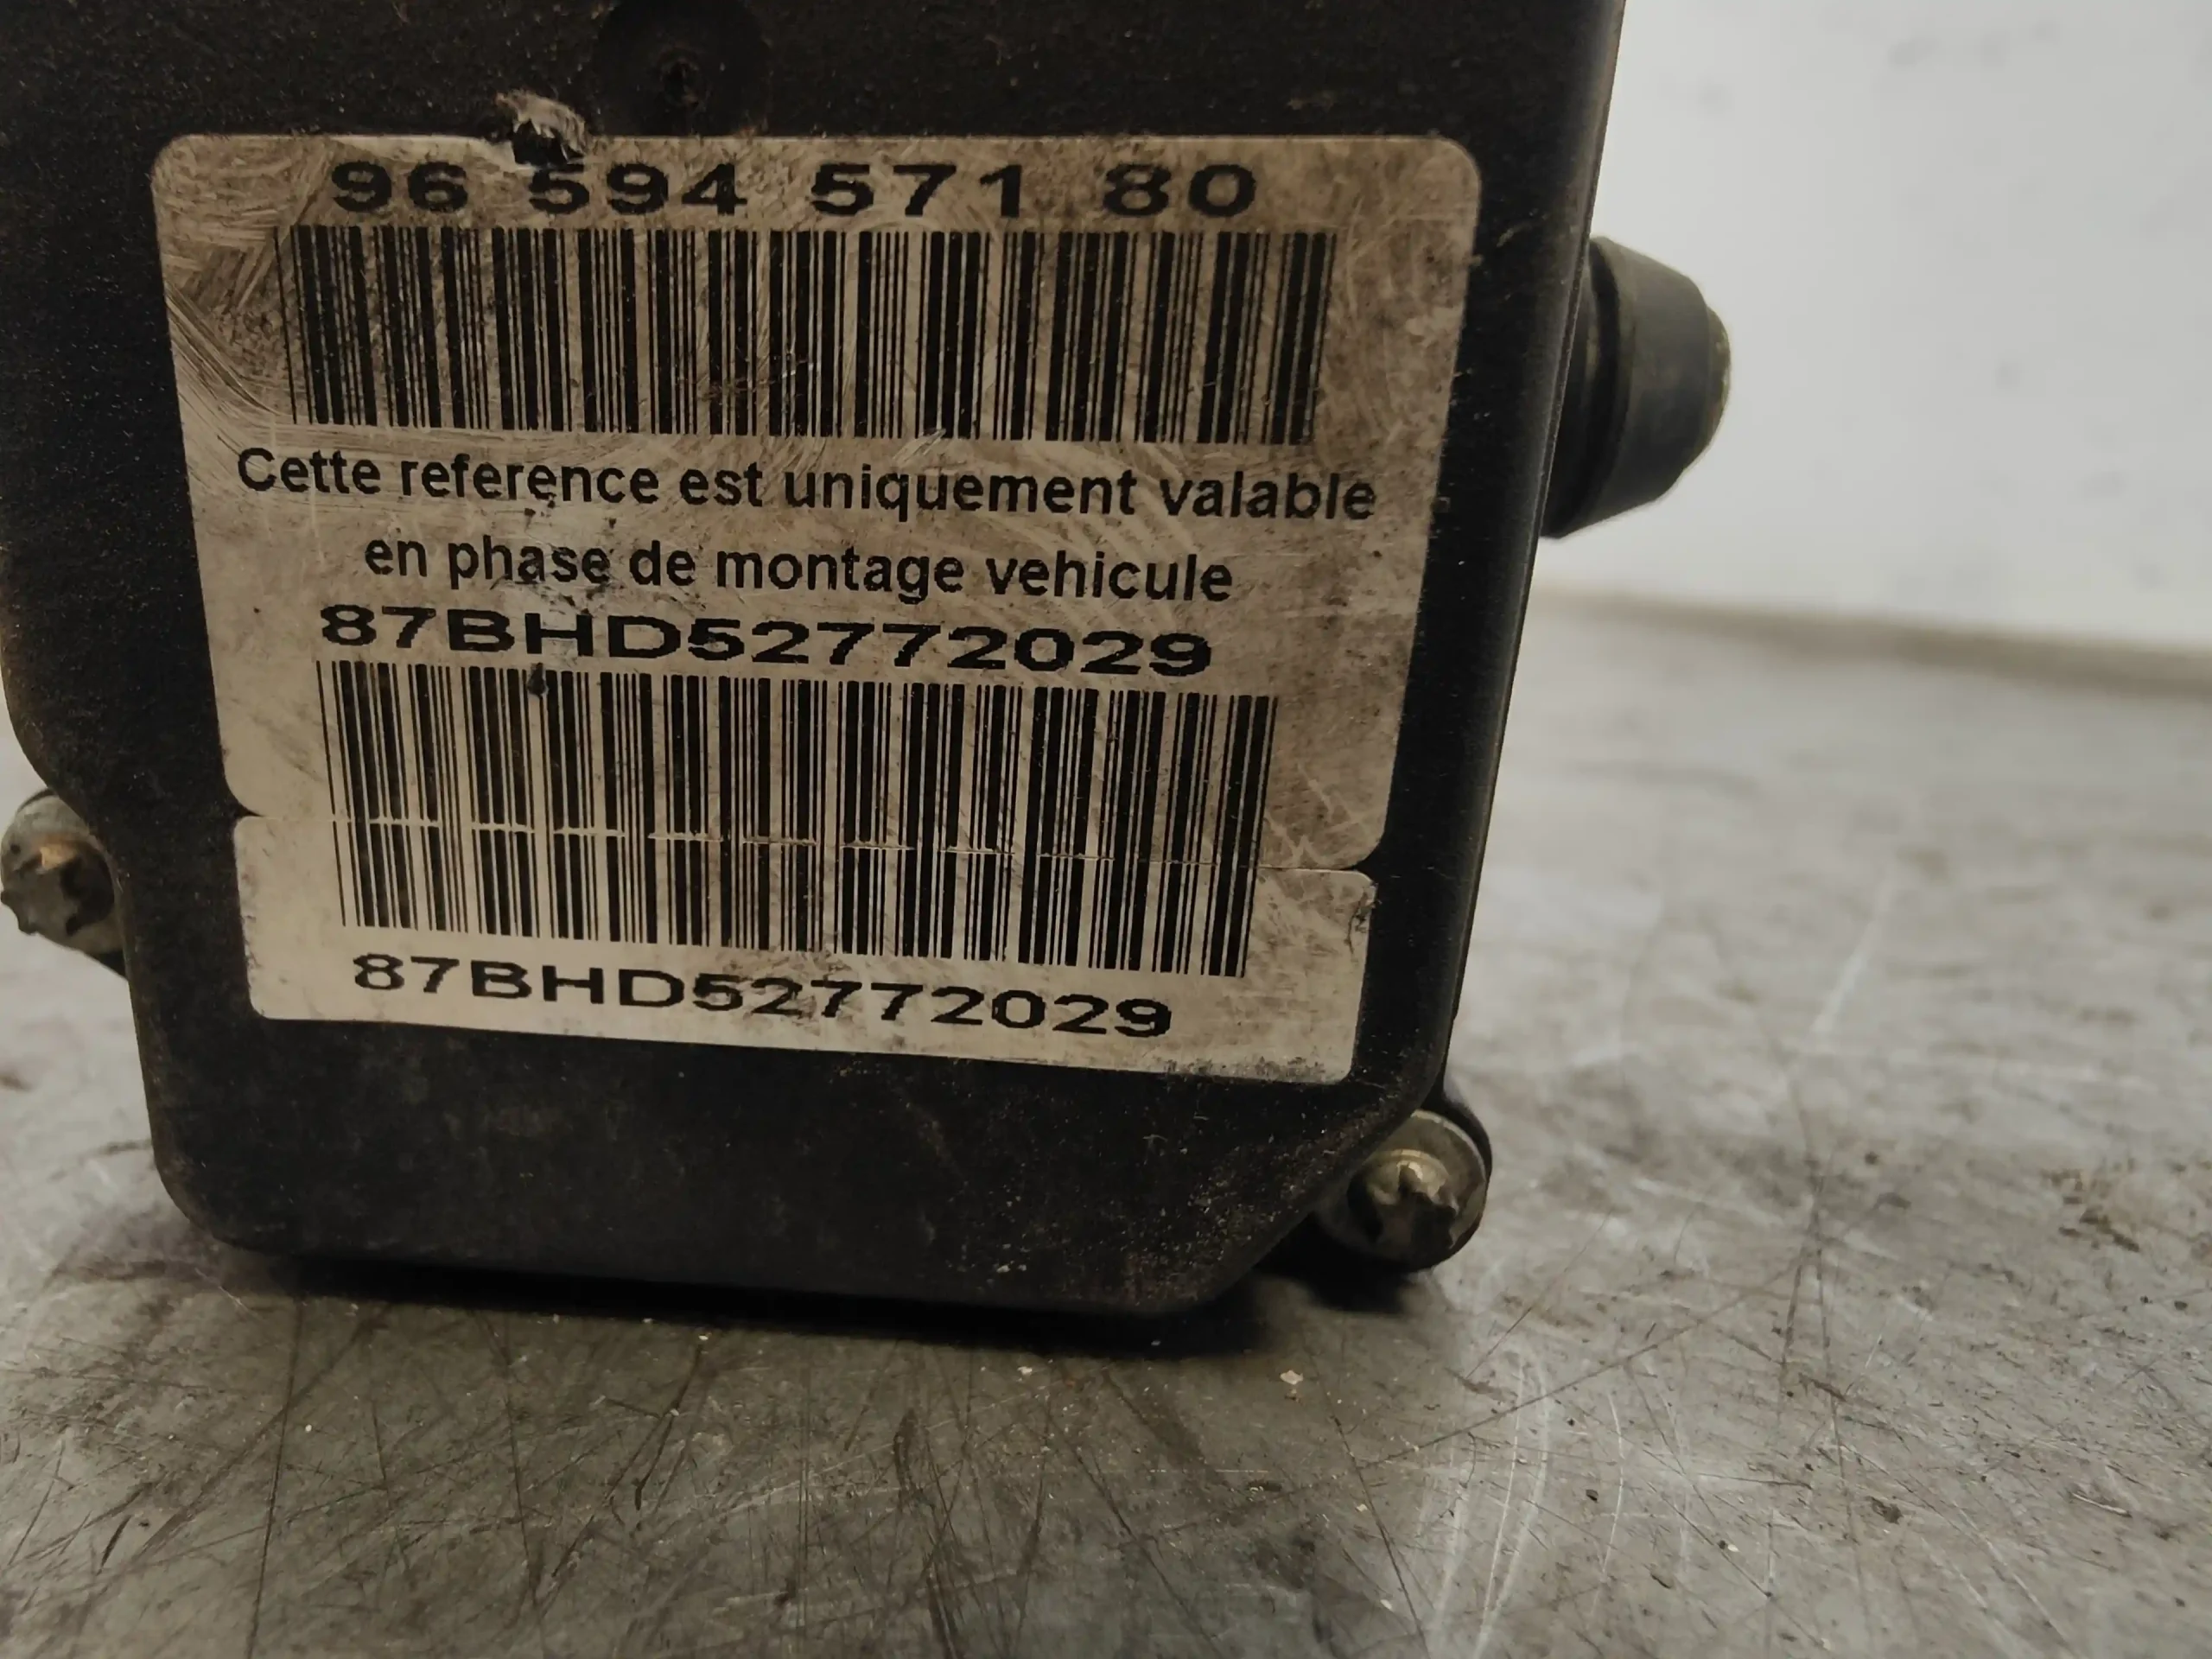 96 594 571 80
Cette reference est uniquement valable
en phase de montage vehicule
87BHD52772029
87BHD52772029